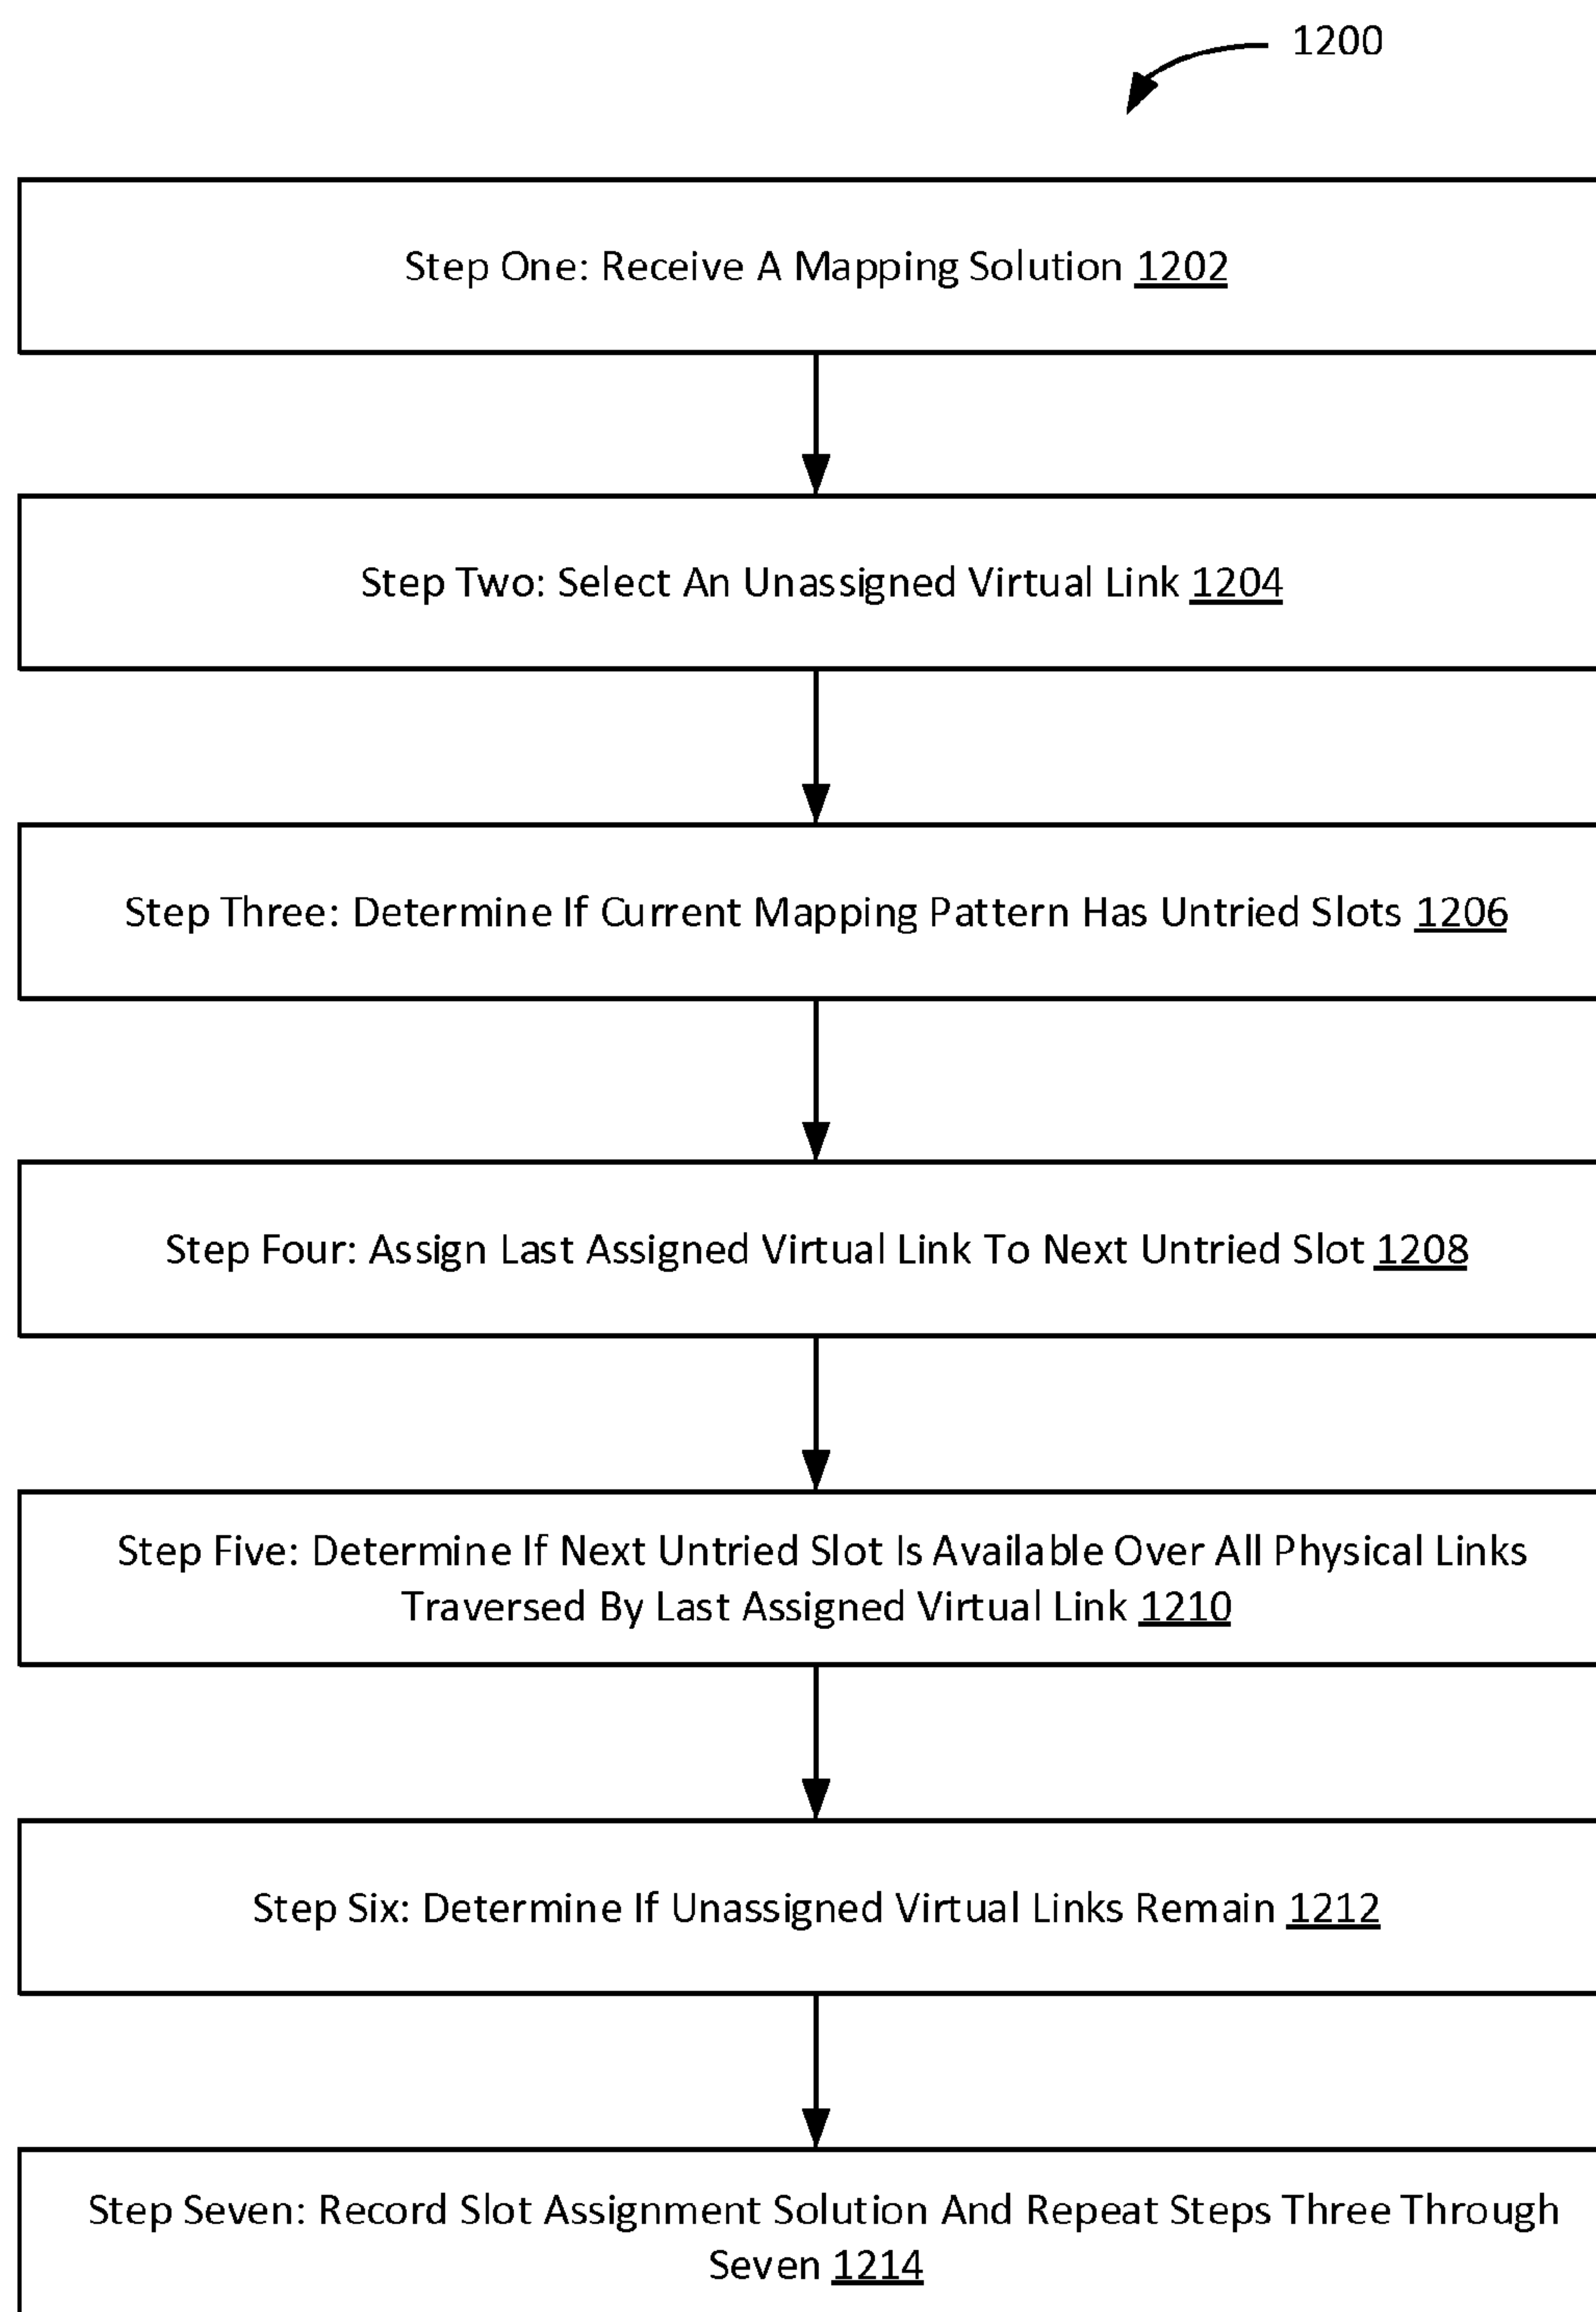 1200
Step One: Receive A Mapping Solution 1202
Step Two: Select An Unassigned Virtual Link 1204
Step Three: Determine If Current Mapping Pattern Has Untried Slots 1206
Step Four: Assign Last Assigned Virtual Link To Next Untried Slot 1208
Step Five: Determine If Next Untried Slot Is Available Over All Physical Links
Traversed By Last Assigned Virtual Link 1210
Step Six: Determine If Unassigned Virtual Links Remain 1212
Step Seven: Record Slot Assignment Solution And Repeat Steps Three Through
Seven 1214